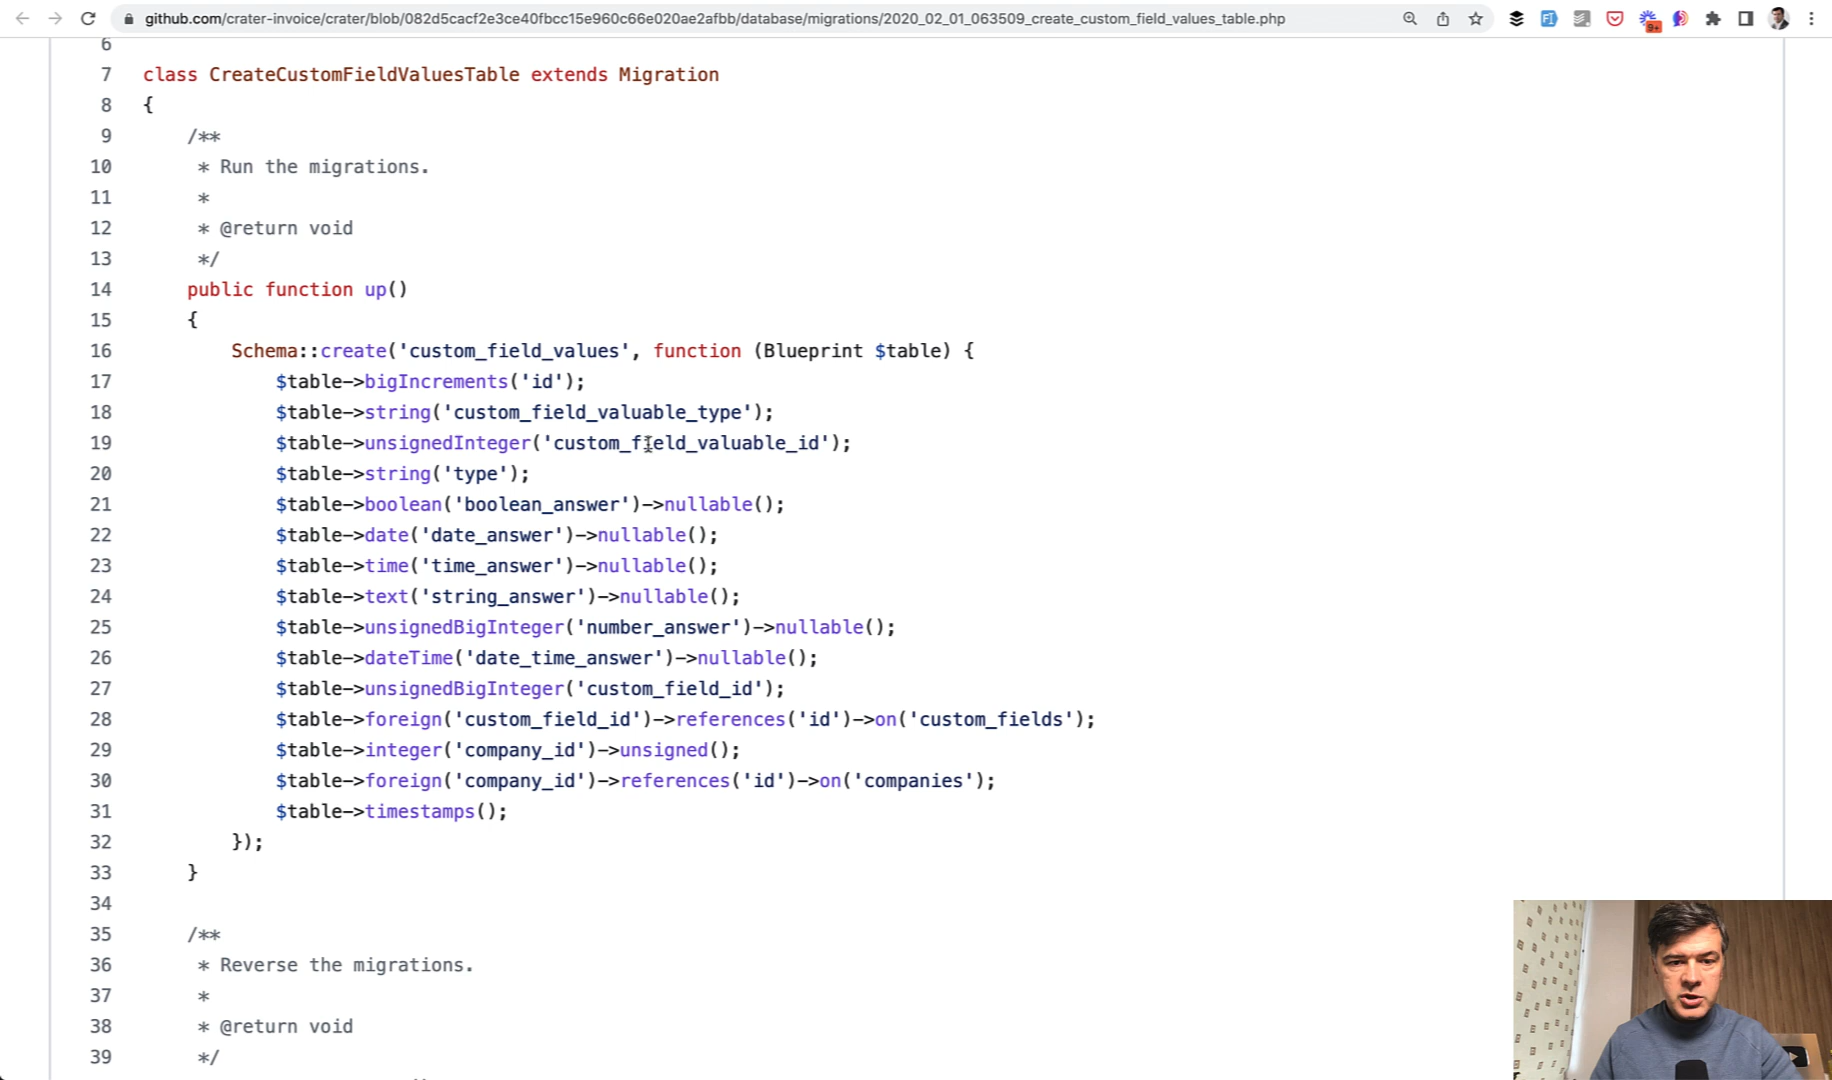 github.com/crater-invoice/crater/blob/082d5cacf2e3ce40fbcc15e960c66e020ae2afbb/database/migrations/2020_02_01_063509_create_custom_field_values_table.php
9+
6
7 class CreateCustomFieldValuesTable extends Migration
8 {
9 /**
10 * Run the migrations.
11 *
12 * @return void
13 */
14 public function up()
15 {
16 Schema::create('custom_field_values', function (Blueprint $table) {
17 $table->bigIncrements('id');
18 $table->string('custom_field_valuable_type');
19 $table->unsignedInteger('custom_field_valuable_id');
20 $table->string('type');
21 $table->boolean('boolean_answer')->nullable();
22 $table->date('date_answer')->nullable();
23 $table->time('time_answer')->nullable();
24 $table->text('string_answer')->nullable();
25 $table->unsignedBigInteger('number_answer')->nullable();
26 $table->dateTime('date_time_answer')->nullable();
27 $table->unsignedBigInteger('custom_field_id');
28 $table->foreign('custom_field_id')->references('id')->on('custom_fields');
29 $table->integer('company_id')->unsigned();
30 $table->foreign('company_id')->references('id')->on('companies');
31 $table->timestamps();
32 });
33 }
34
35 /**
36 * Reverse the migrations.
37 *
38 * @return void
39 */